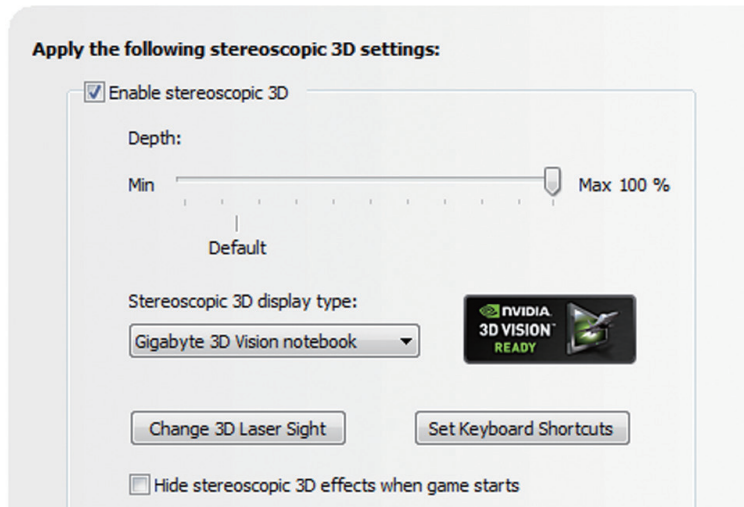 Apply the following stereoscopic 3D settings:
Enable stereoscopic 3D
Depth:
Min Max 100 %
Default
Stereoscopic 3D display type:
Gigabyte 3D Vision notebook
NVIDIA
3D VISION™
READY
Change 3D Laser Sight Set Keyboard Shortcuts
Hide stereoscopic 3D effects when game starts